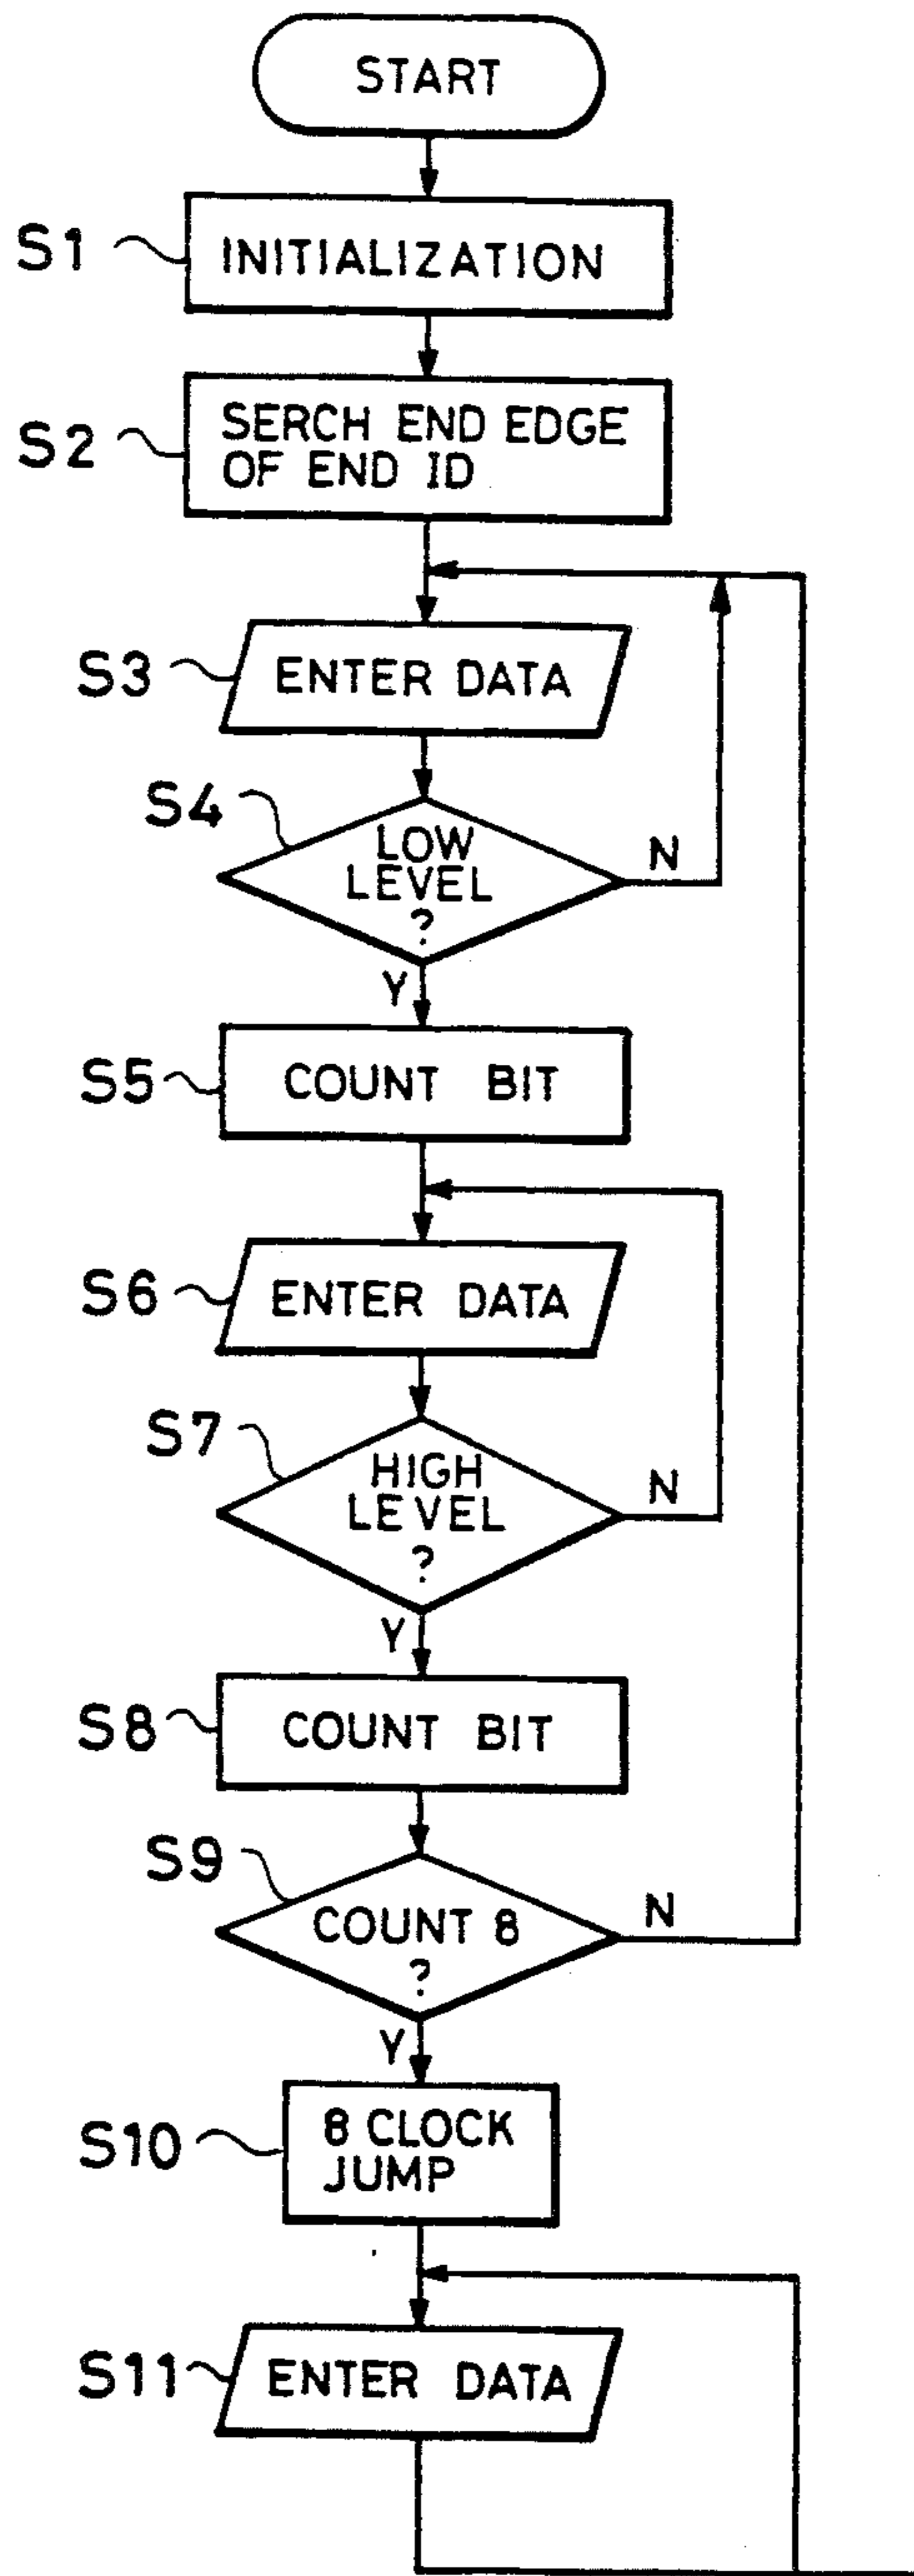 START
S1
INITIALIZATION
S2
SERCH END EDGE
OF END ID
S3
ENTER DATA
S4
LOW
LEVEL
?
N
Y
S5
COUNT BIT
S6
ENTER DATA
S7
HIGH
LEVEL
?
N
Y
S8
COUNT BIT
S9
COUNT 8
?
N
Y
S10
8 CLOCK
JUMP
S11
ENTER DATA